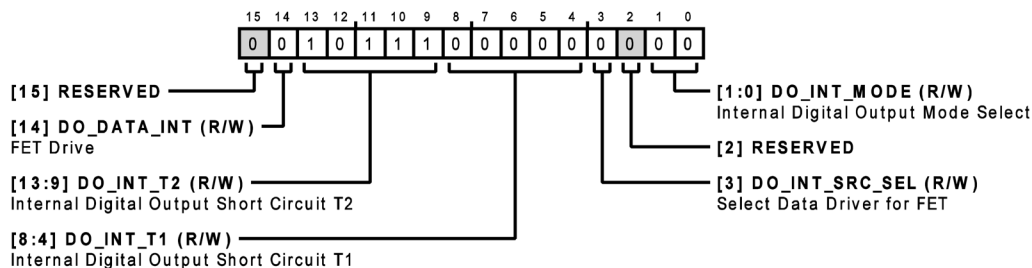 15 14 13 12 11 10 9 8 7 6 5 4 3 2 1 0
0 0 1 0 1 1 1 0 0 0 0 0 0 0 0 0
[15] RESERVED
[14] DO_DATA_INT (R/W)
FET Drive
[13:9] DO_INT_T2 (R/W)
Internal Digital Output Short Circuit T2
[8:4] DO_INT_T1 (R/W)
Internal Digital Output Short Circuit T1
[1:0] DO_INT_MODE (R/W)
Internal Digital Output Mode Select
[2] RESERVED
[3] DO_INT_SRC_SEL (R/W)
Select Data Driver for FET